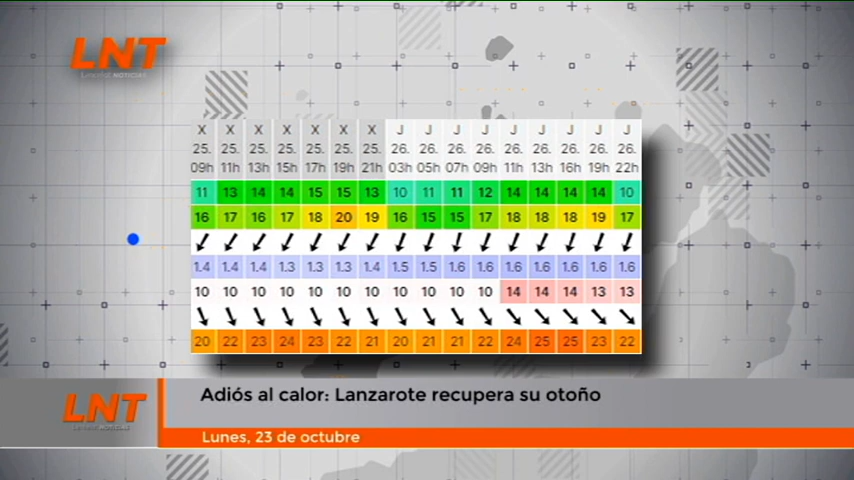 LNT
Lanzarote NOTICIAS
X X X X X X X J J J J J J J J J
25. 25. 25. 25. 25. 25. 25. 26. 26. 26. 26. 26. 26. 26. 26. 26.
09h 11h 13h 15h 17h 19h 21h 03h 05h 07h 09h 11h 13h 16h 19h 22h
11 13 14 14 15 15 13 10 11 11 12 14 14 14 14 10
16 17 16 17 18 20 19 16 15 15 17 18 18 18 19 17
1.4 1.4 1.4 1.3 1.3 1.3 1.4 1.5 1.5 1.6 1.6 1.6 1.6 1.6 1.6 1.6
10 10 10 10 10 10 10 10 10 10 10 14 14 14 13 13
20 22 23 24 23 22 21 20 21 21 22 24 25 25 23 22
Adiós al calor: Lanzarote recupera su otoño
LNT
Lanzarote NOTICIAS
Lunes, 23 de octubre